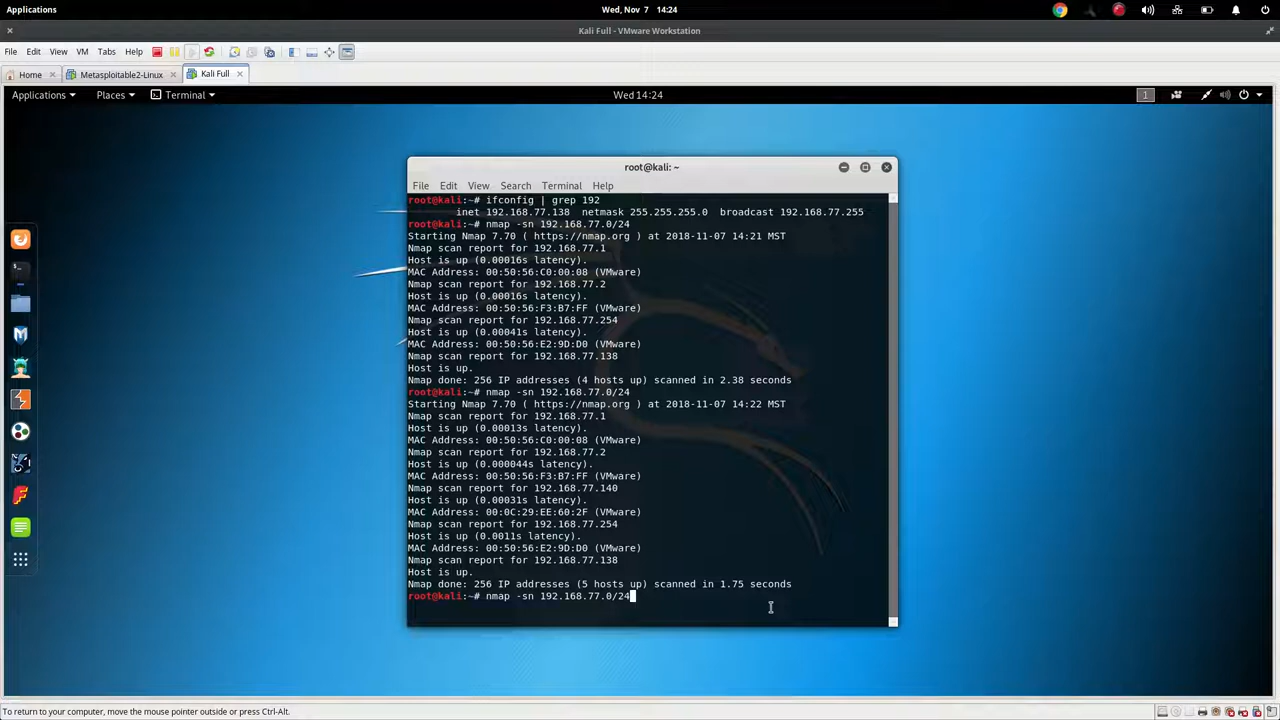 Applications
Wed, Nov 7 14:24
Kali Full - VMware Workstation
File Edit View VM Tabs Help
Home Metasploitable2-Linux Kali Full
Applications Places Terminal Wed 14:24 1
root@kali: ~
File Edit View Search Terminal Help
root@kali:~# ifconfig | grep 192
inet 192.168.77.138 netmask 255.255.255.0 broadcast 192.168.77.255
root@kali:~# nmap -sn 192.168.77.0/24
Starting Nmap 7.70 ( https://nmap.org ) at 2018-11-07 14:21 MST
Nmap scan report for 192.168.77.1
Host is up (0.00016s latency).
MAC Address: 00:50:56:C0:00:08 (VMware)
Nmap scan report for 192.168.77.2
Host is up (0.00016s latency).
MAC Address: 00:50:56:F3:B7:FF (VMware)
Nmap scan report for 192.168.77.254
Host is up (0.00041s latency).
MAC Address: 00:50:56:E2:9D:D0 (VMware)
Nmap scan report for 192.168.77.138
Host is up.
Nmap done: 256 IP addresses (4 hosts up) scanned in 2.38 seconds
root@kali:~# nmap -sn 192.168.77.0/24
Starting Nmap 7.70 ( https://nmap.org ) at 2018-11-07 14:22 MST
Nmap scan report for 192.168.77.1
Host is up (0.00013s latency).
MAC Address: 00:50:56:C0:00:08 (VMware)
Nmap scan report for 192.168.77.2
Host is up (0.000044s latency).
MAC Address: 00:50:56:F3:B7:FF (VMware)
Nmap scan report for 192.168.77.140
Host is up (0.00031s latency).
MAC Address: 00:0C:29:EE:60:2F (VMware)
Nmap scan report for 192.168.77.254
Host is up (0.0011s latency).
MAC Address: 00:50:56:E2:9D:D0 (VMware)
Nmap scan report for 192.168.77.138
Host is up.
Nmap done: 256 IP addresses (5 hosts up) scanned in 1.75 seconds
root@kali:~# nmap -sn 192.168.77.0/24
To return to your computer, move the mouse pointer outside or press Ctrl-Alt.